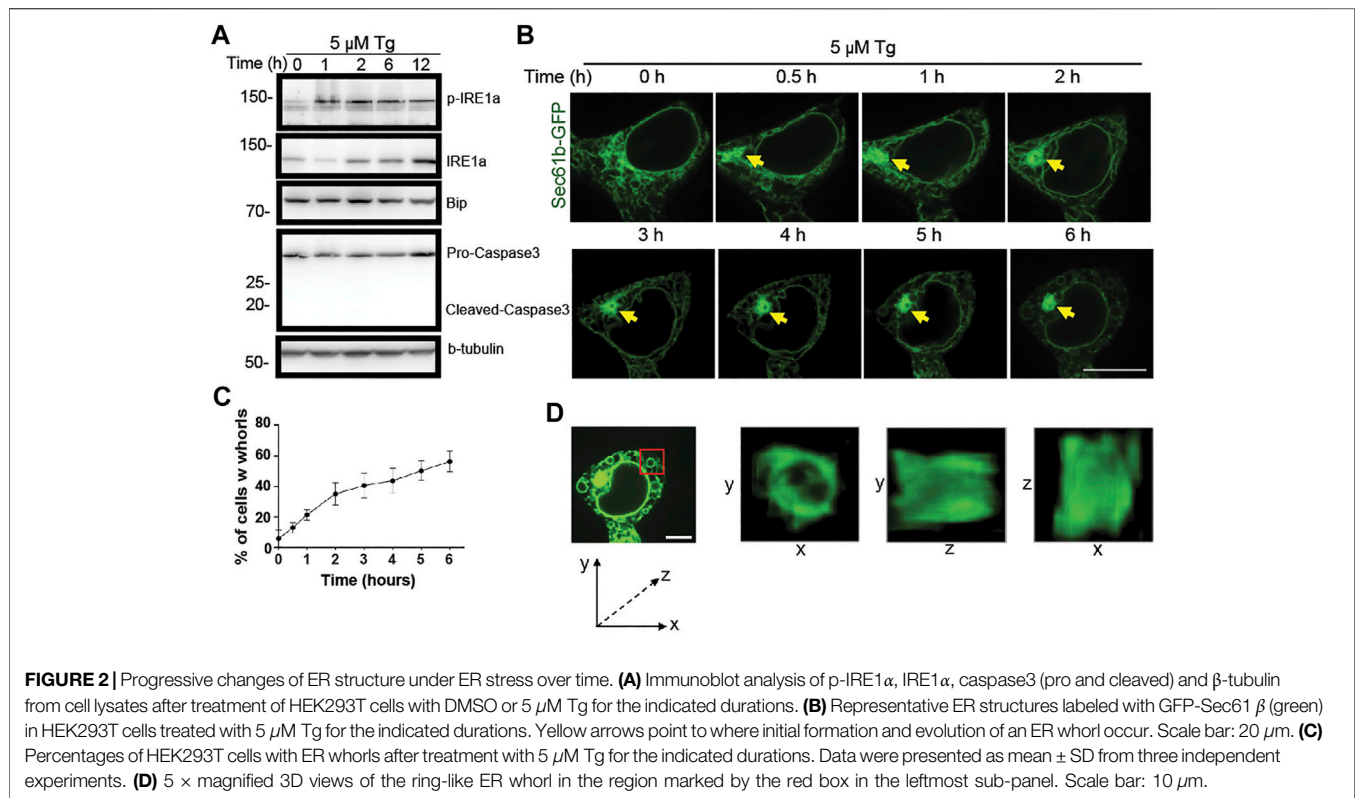 A
5 µM Tg
Time (h) 0 1 2 6 12
150- p-IRE1a
150- IRE1a
70- Bip
Pro-Caspase3
25-
20-
Cleaved-Caspase3
50- b-tubulin
B
5 µM Tg
Time (h) 0 h 0.5 h 1 h 2 h
Sec61b-GFP
3 h 4 h 5 h 6 h
C
% of cells w whorls
80
60
40
20
0
0 1 2 3 4 5 6
Time (hours)
D
y y z
x z x
y z
x
FIGURE 2 | Progressive changes of ER structure under ER stress over time. (A) Immunoblot analysis of p-IRE1α, IRE1α, caspase3 (pro and cleaved) and β-tubulin
from cell lysates after treatment of HEK293T cells with DMSO or 5 µM Tg for the indicated durations. (B) Representative ER structures labeled with GFP-Sec61 β (green)
in HEK293T cells treated with 5 µM Tg for the indicated durations. Yellow arrows point to where initial formation and evolution of an ER whorl occur. Scale bar: 20 µm. (C)
Percentages of HEK293T cells with ER whorls after treatment with 5 µM Tg for the indicated durations. Data were presented as mean ± SD from three independent
experiments. (D) 5 × magnified 3D views of the ring-like ER whorl in the region marked by the red box in the leftmost sub-panel. Scale bar: 10 µm.